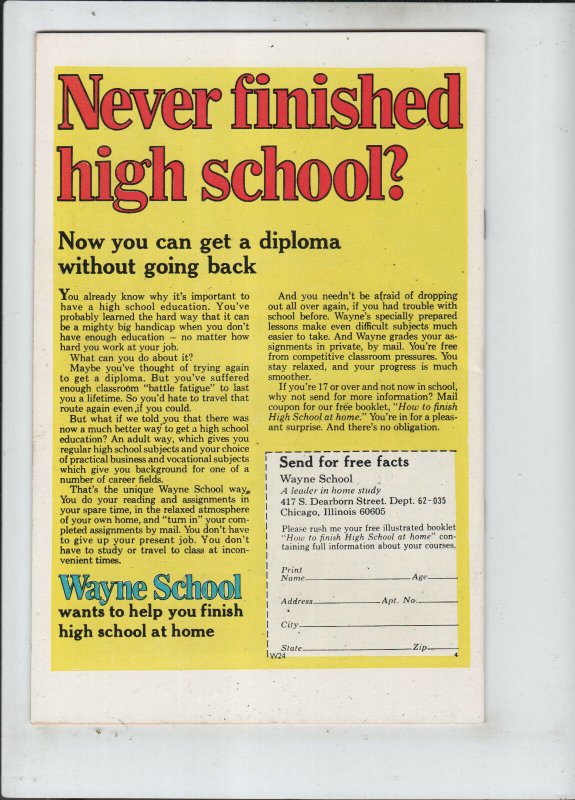 Never finished
high school?
Now you can get a diploma
without going back
You already know why it's important to
have a high school education. You've
probably learned the hard way that it can
be a mighty big handicap when you don't
have enough education – no matter how
hard you work at your job.
What can you do about it?
Maybe you've thought of trying again
to get a diploma. But you've suffered
enough classroom "battle fatigue" to last
you a lifetime. So you'd hate to travel that
route again even if you could.
But what if we told you that there was
now a much better way to get a high school
education? An adult way, which gives you
regular high school subjects and your choice
of practical business and vocational subjects
which give you background for one of a
number of career fields.
That's the unique Wayne School way.
You do your reading and assignments in
your spare time, in the relaxed atmosphere
of your own home, and "turn in" your com-
pleted assignments by mail. You don't have
to give up your present job. You don't
have to study or travel to class at incon-
venient times.
Wayne School
wants to help you finish
high school at home
And you needn't be afraid of dropping
out all over again, if you had trouble with
school before. Wayne's specially prepared
lessons make even difficult subjects much
easier to take. And Wayne grades your as-
signments in private, by mail. You're free
from competitive classroom pressures. You
stay relaxed, and your progress is much
smoother.
If you're 17 or over and not now in school,
why not send for more information? Mail
coupon for our free booklet, "How to finish
High School at home." You're in for a pleas-
ant surprise. And there's no obligation.
Send for free facts
Wayne School
A leader in home study
417 S. Dearborn Street. Dept. 62-035
Chicago, Illinois 60605
Please rush me your free illustrated booklet
"How to finish High School at home" con-
taining full information about your courses.
Print
Name Age
Address Apt. No.
City
State Zip
W24 4